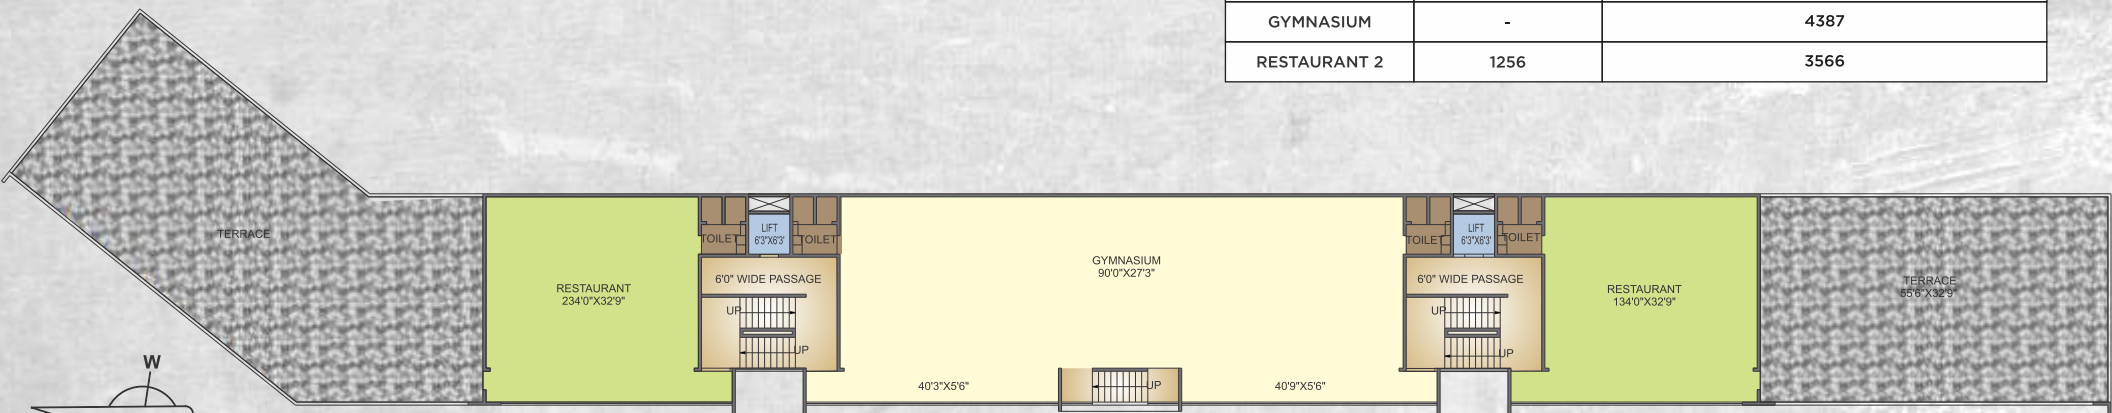 GYMNASIUM - 4387
RESTAURANT 2 1256 3566
TERRACE
RESTAURANT
234'0"X32'9"
TOILET
LIFT
6'3"X6'3'
TOILET
6'0" WIDE PASSAGE
UP
UP
GYMNASIUM
90'0"X27'3"
40'3"X5'6"
UP
40'9"X5'6"
TOILET
LIFT
6'3"X6'3'
TOILET
6'0" WIDE PASSAGE
UP
UP
RESTAURANT
134'0"X32'9"
TERRACE
55'6"X32'9"
W